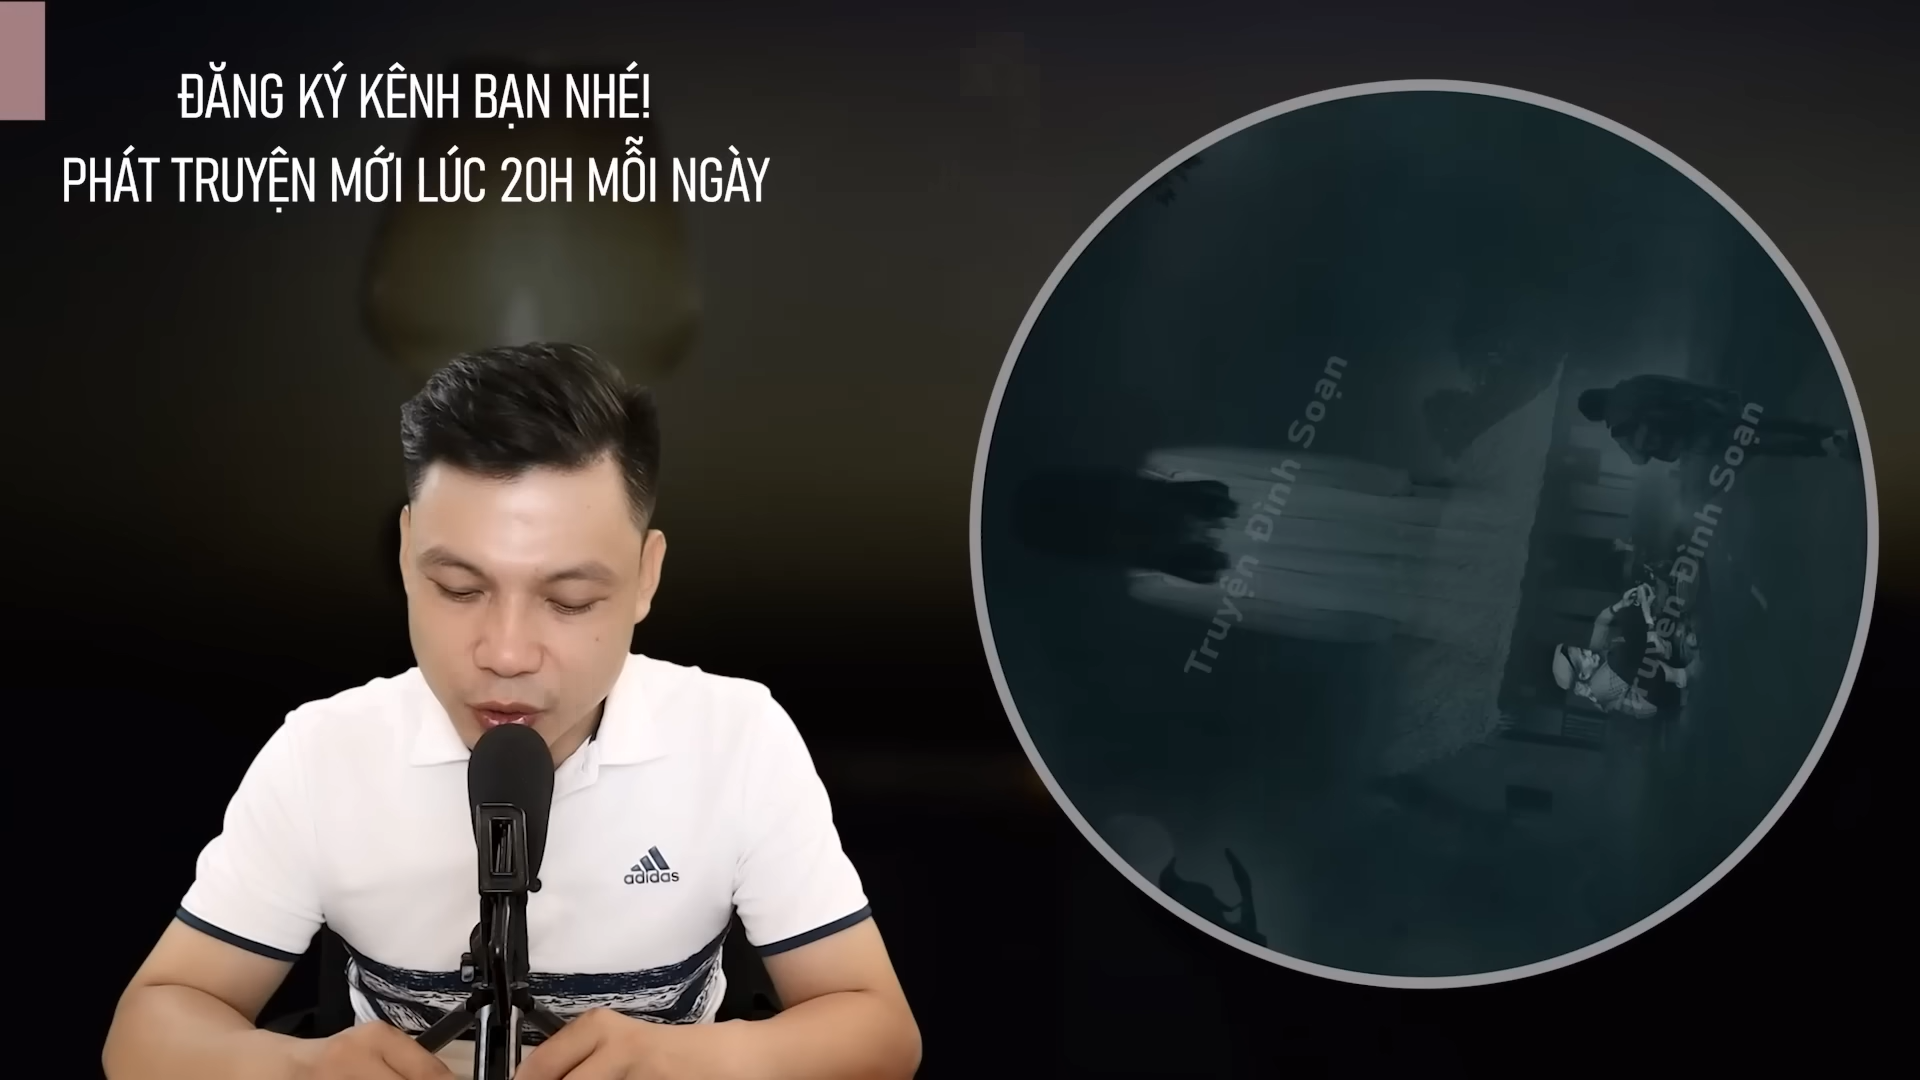 ĐĂNG KÝ KÊNH BẠN NHÉ!
PHÁT TRUYỆN MỚI LÚC 20H MỖI NGÀY
Truyện Đình Soạn
Truyện Đình Soạn
adidas